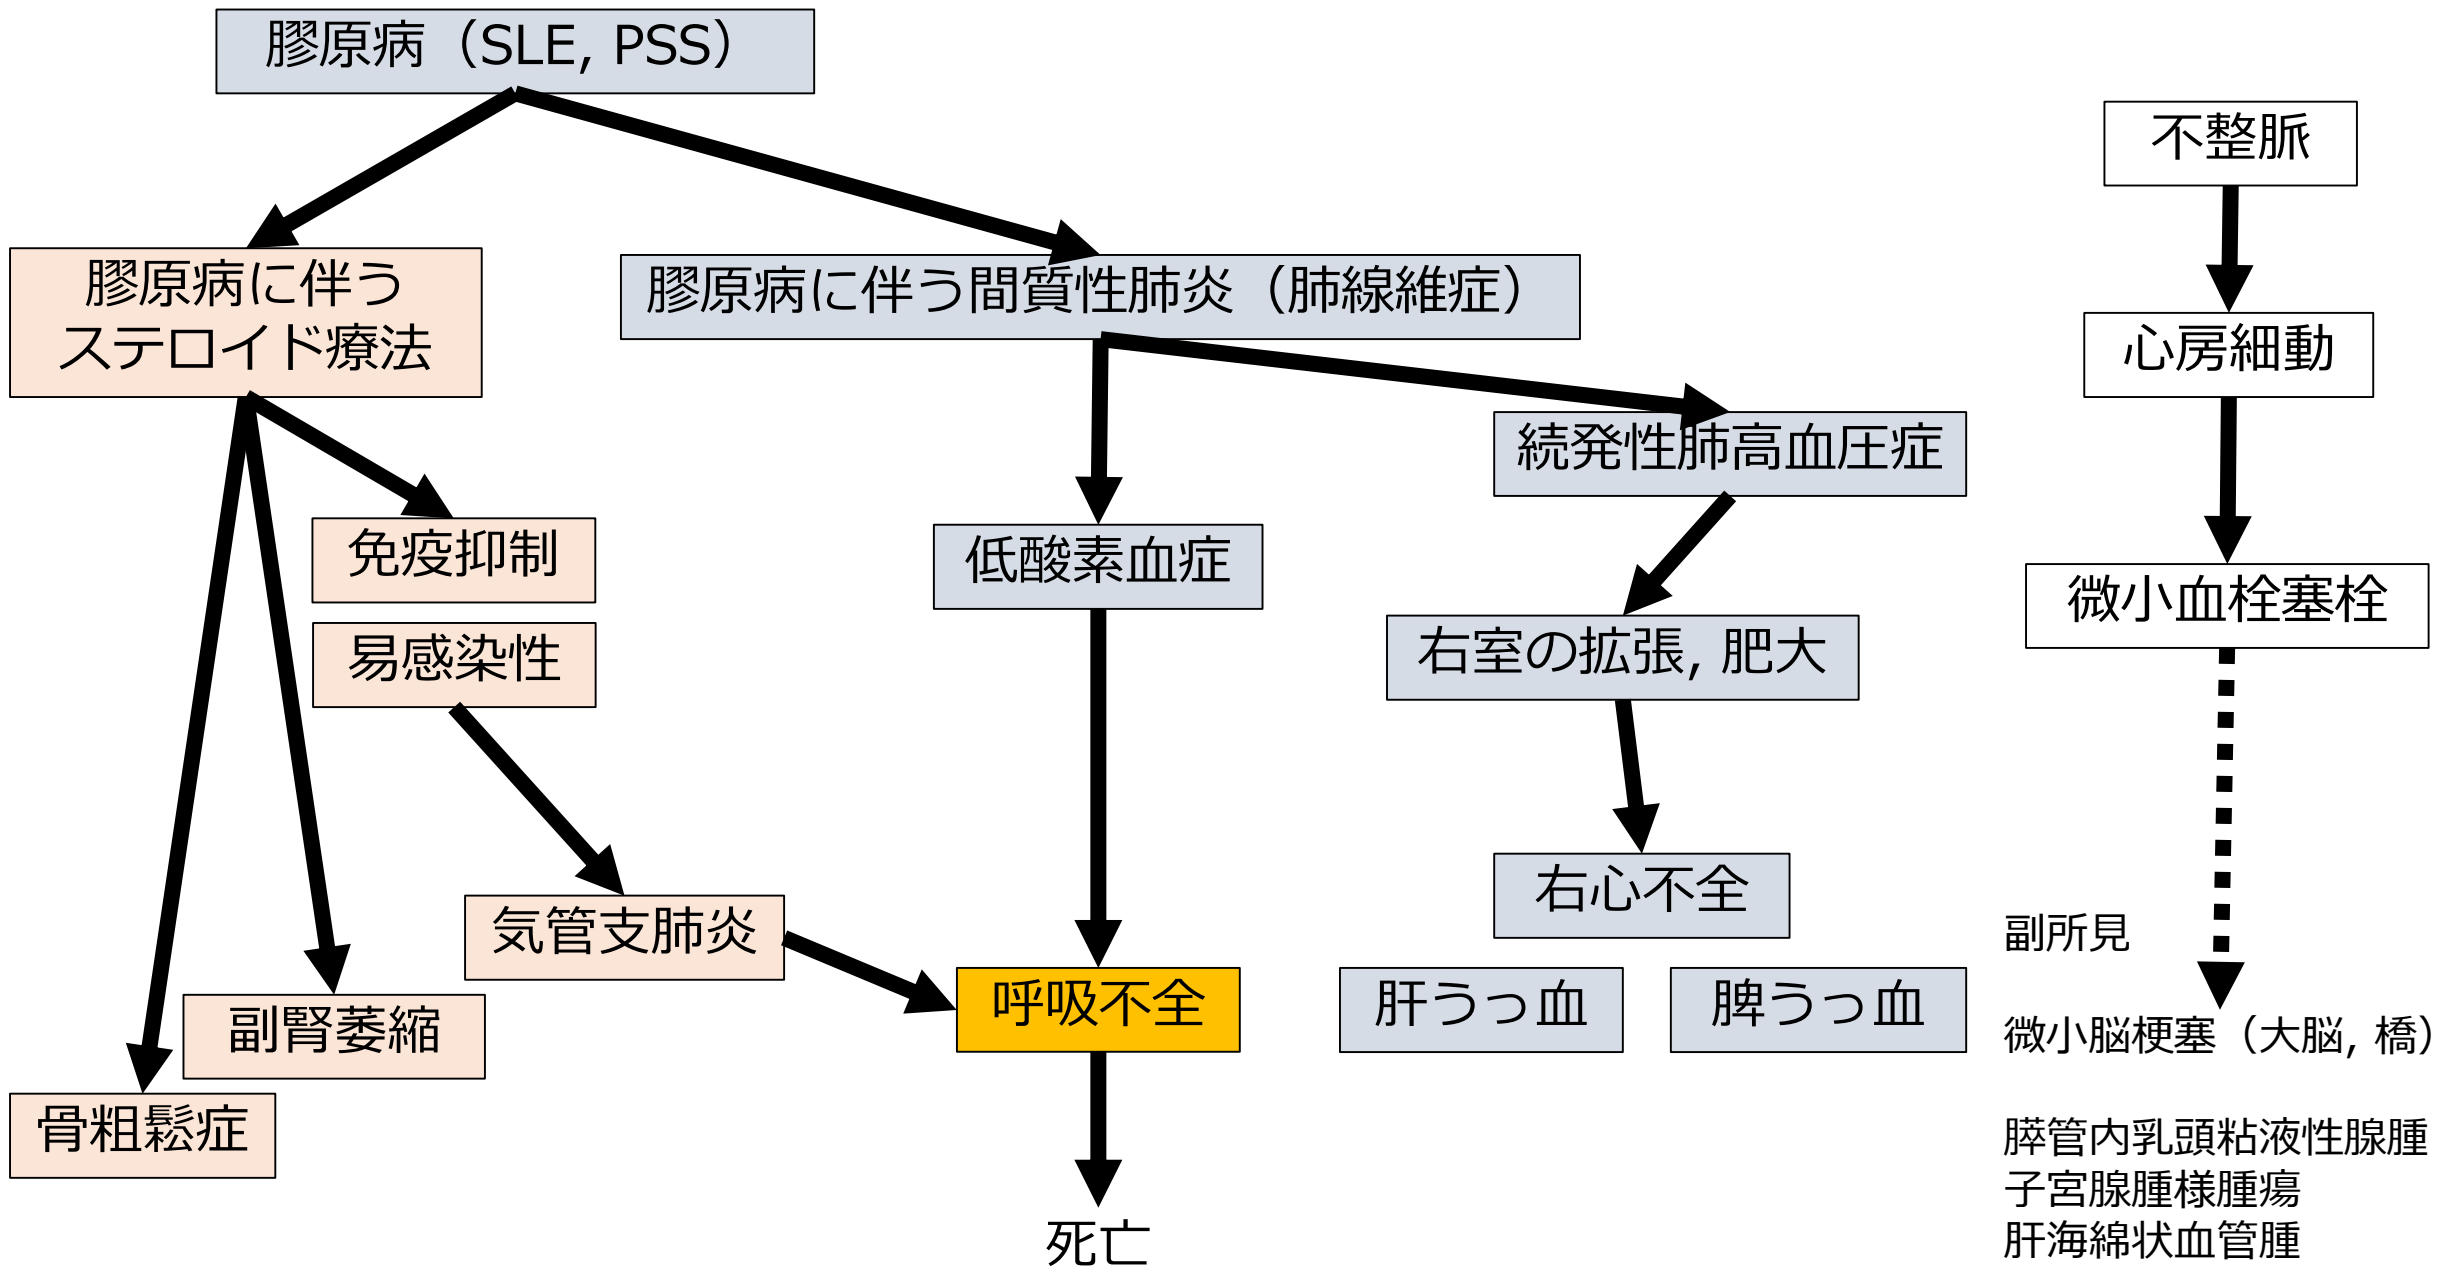 膠原病（SLE, PSS）
不整脈
膠原病に伴う
ステロイド療法
膠原病に伴う間質性肺炎（肺線維症）
心房細動
続発性肺高血圧症
免疫抑制
低酸素血症
微小血栓塞栓
易感染性
右室の拡張, 肥大
気管支肺炎
右心不全
副所見
呼吸不全
肝うっ血
脾うっ血
副腎萎縮
微小脳梗塞（大脳, 橋）
骨粗鬆症
膵管内乳頭粘液性腺腫
子宮腺腫様腫瘍
肝海綿状血管腫
死亡